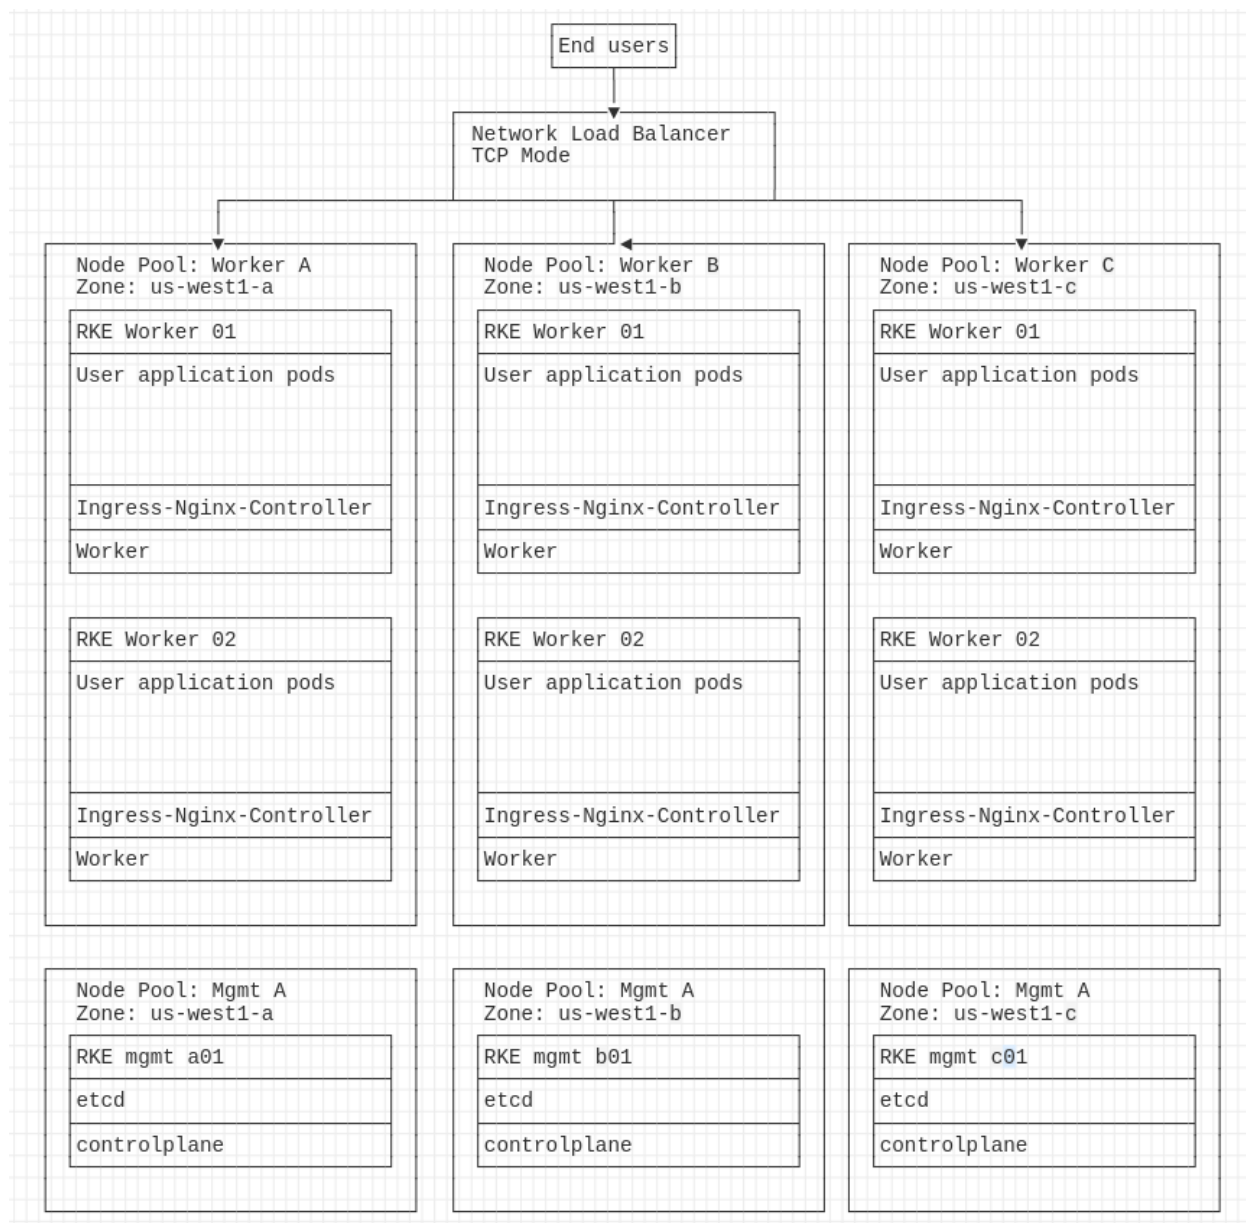 End users
Network Load Balancer
TCP Mode
Node Pool: Worker A
Zone: us-west1-a
RKE Worker 01
User application pods
Ingress-Nginx-Controller
Worker
RKE Worker 02
User application pods
Ingress-Nginx-Controller
Worker
Node Pool: Worker B
Zone: us-west1-b
RKE Worker 01
User application pods
Ingress-Nginx-Controller
Worker
RKE Worker 02
User application pods
Ingress-Nginx-Controller
Worker
Node Pool: Worker C
Zone: us-west1-c
RKE Worker 01
User application pods
Ingress-Nginx-Controller
Worker
RKE Worker 02
User application pods
Ingress-Nginx-Controller
Worker
Node Pool: Mgmt A
Zone: us-west1-a
RKE mgmt a01
etcd
controlplane
Node Pool: Mgmt A
Zone: us-west1-b
RKE mgmt b01
etcd
controlplane
Node Pool: Mgmt A
Zone: us-west1-c
RKE mgmt c01
etcd
controlplane